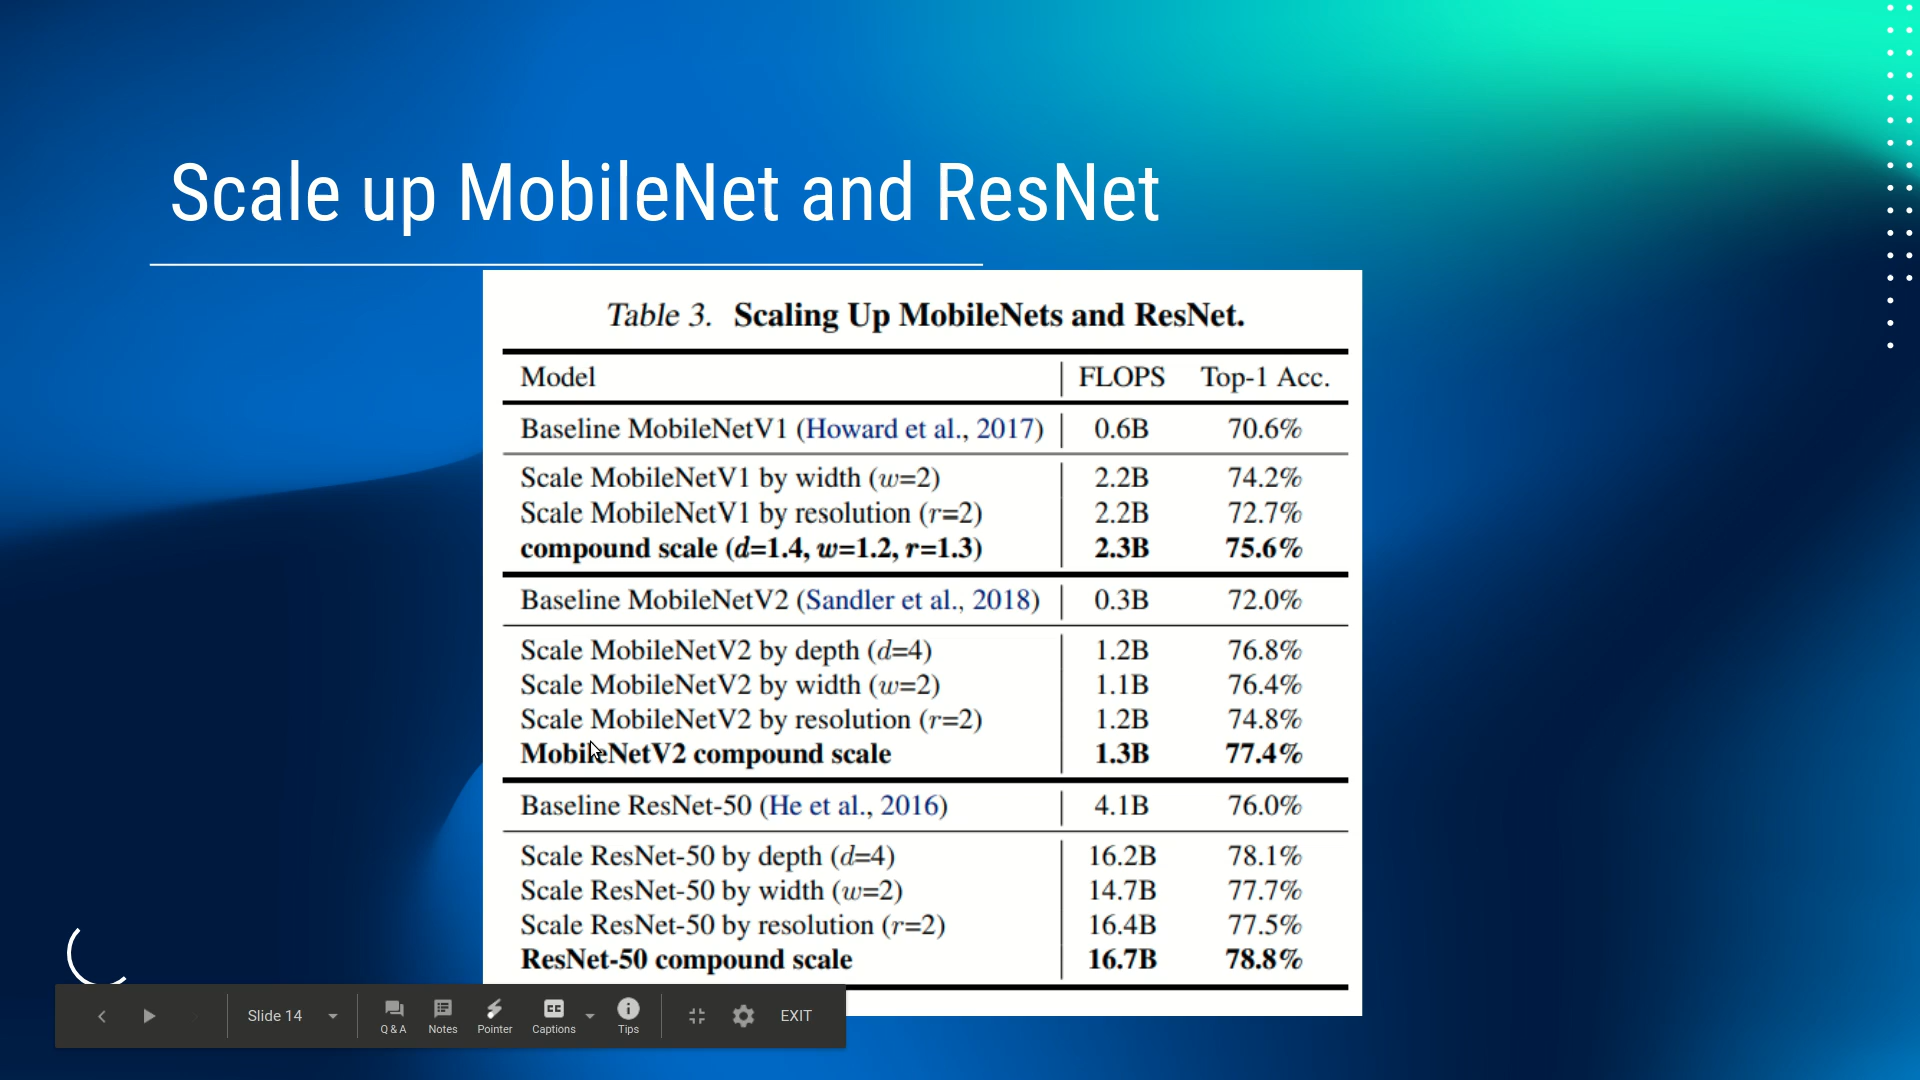 Scale up MobileNet and ResNet
Table 3. Scaling Up MobileNets and ResNet.
Model FLOPS Top-1 Acc.
Baseline MobileNetV1 (Howard et al., 2017) 0.6B 70.6%
Scale MobileNetV1 by width (w=2) 2.2B 74.2%
Scale MobileNetV1 by resolution (r=2) 2.2B 72.7%
compound scale (d=1.4, w=1.2, r=1.3) 2.3B 75.6%
Baseline MobileNetV2 (Sandler et al., 2018) 0.3B 72.0%
Scale MobileNetV2 by depth (d=4) 1.2B 76.8%
Scale MobileNetV2 by width (w=2) 1.1B 76.4%
Scale MobileNetV2 by resolution (r=2) 1.2B 74.8%
MobileNetV2 compound scale 1.3B 77.4%
Baseline ResNet-50 (He et al., 2016) 4.1B 76.0%
Scale ResNet-50 by depth (d=4) 16.2B 78.1%
Scale ResNet-50 by width (w=2) 14.7B 77.7%
Scale ResNet-50 by resolution (r=2) 16.4B 77.5%
ResNet-50 compound scale 16.7B 78.8%
Slide 14 Q & A Notes Pointer Captions Tips EXIT